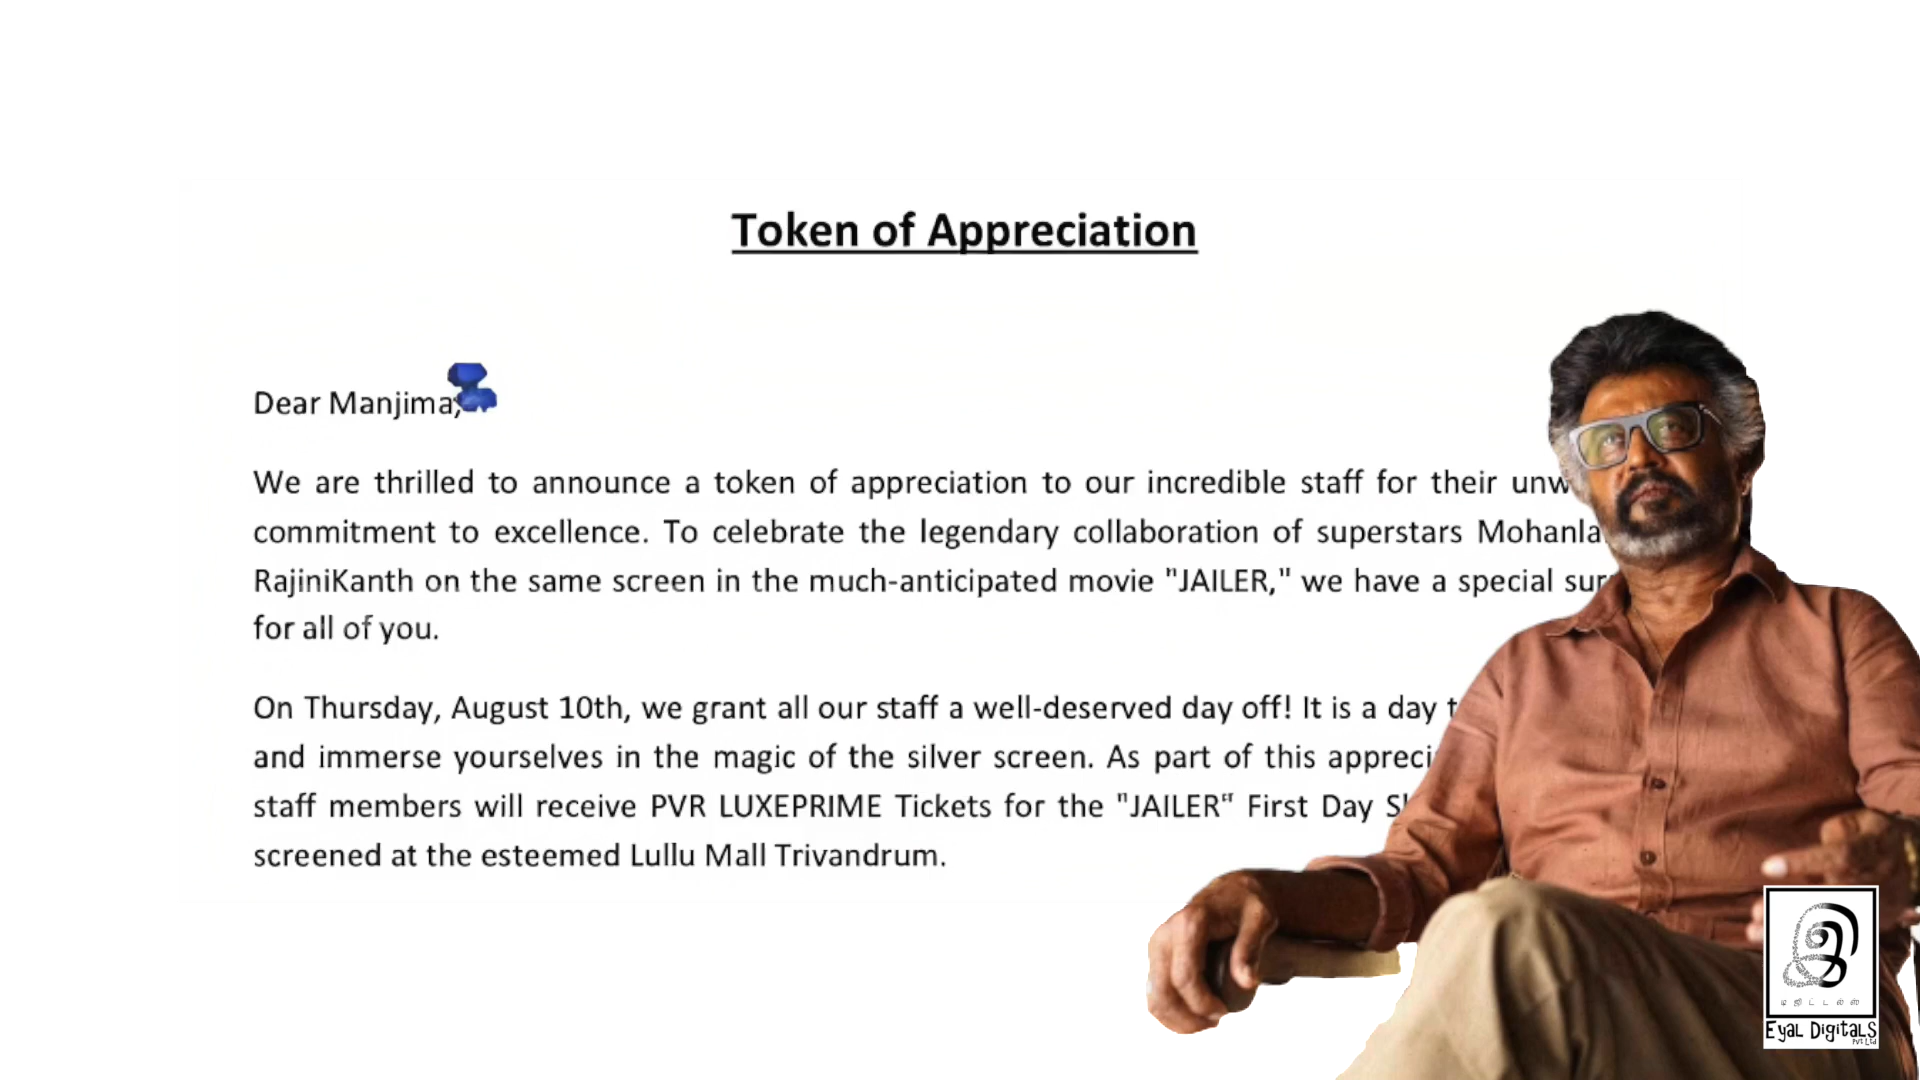 Token of Appreciation
Dear Manjima,
We are thrilled to announce a token of appreciation to our incredible staff for their
commitment to excellence. To celebrate the legendary collaboration of superstars
RajiniKanth on the same screen in the much-anticipated movie "JAILER," we have a special
for all of you.
On Thursday, August 10th, we grant all our staff a well-deserved day off! It is a day
and immerse yourselves in the magic of the silver screen. As part of this
staff members will receive PVR LUXEPRIME Tickets for the "JAILER“ First Day
screened at the esteemed Lullu Mall Trivandrum.
இ
டிஜிட்டல்ஸ்
Eyal Digitals
Pvt Ltd